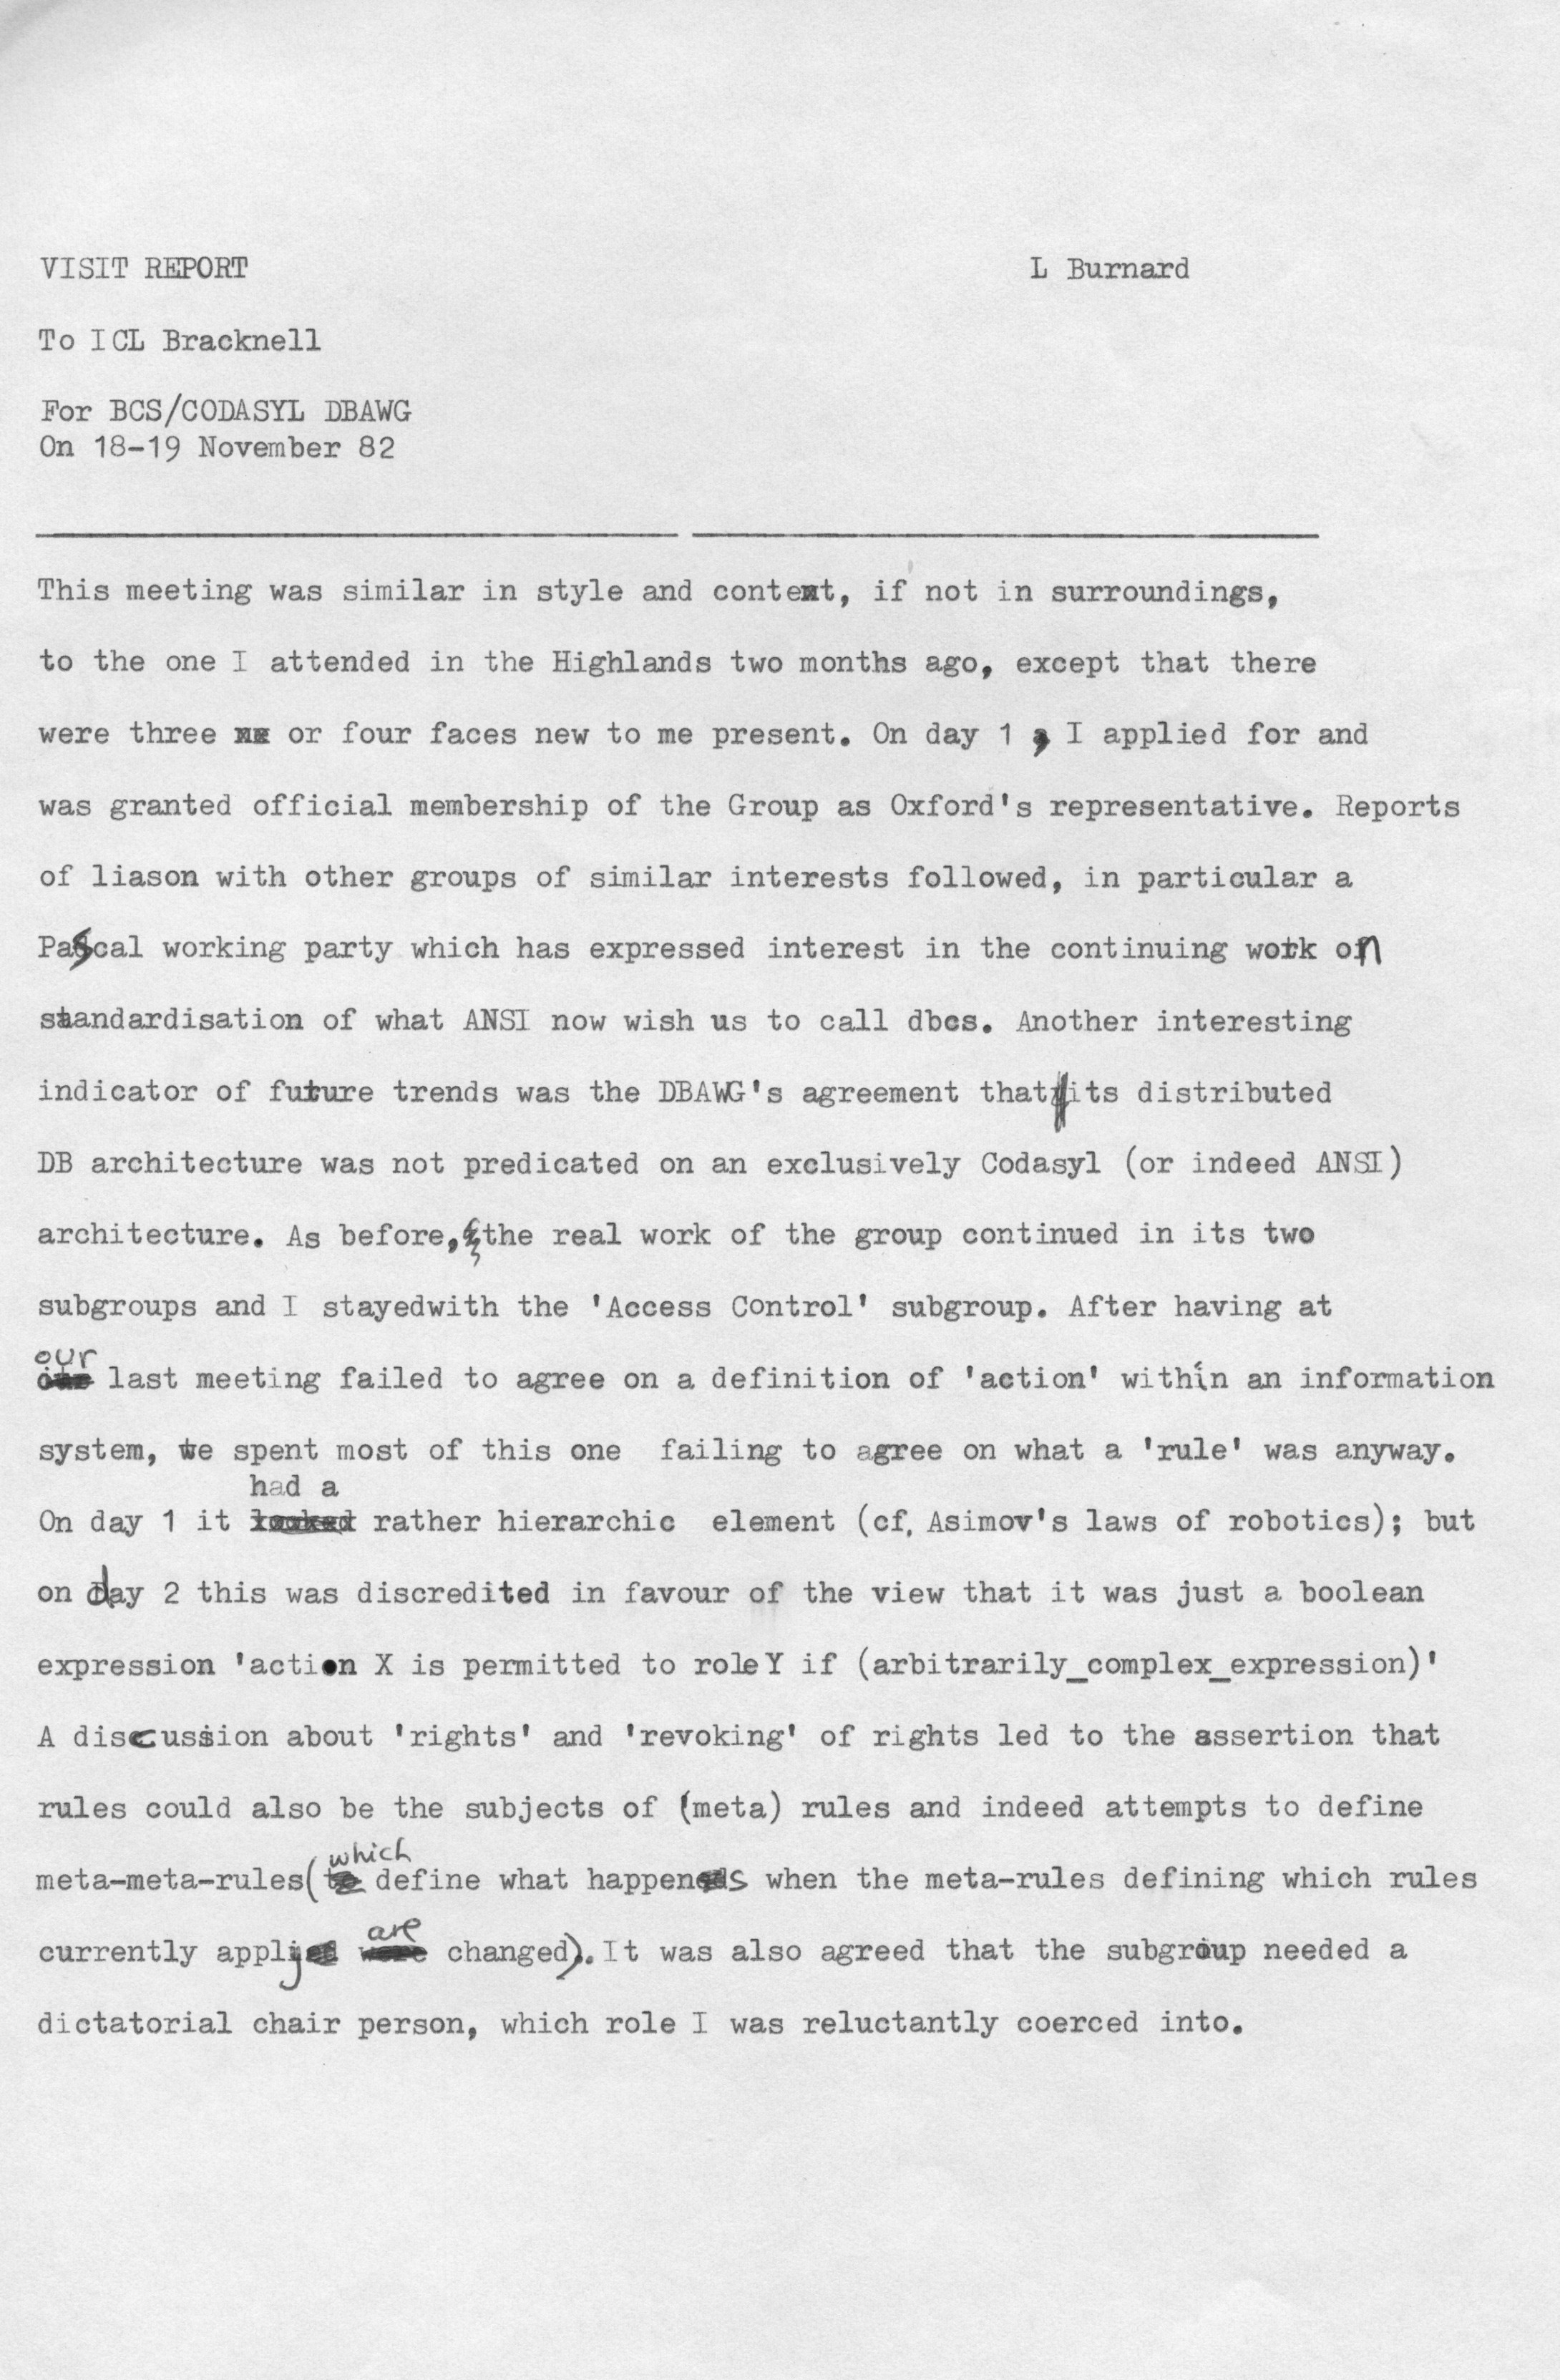 VISIT REPORT L Burnard
To ICL Bracknell
For BCS/CODASYL DBAWG
On 18-19 November 82
This meeting was similar in style and content, if not in surroundings,
to the one I attended in the Highlands two months ago, except that there
were three or four faces new to me present. On day 1 , I applied for and
was granted official membership of the Group as Oxford's representative. Reports
of liason with other groups of similar interests followed, in particular a
Pascal working party which has expressed interest in the continuing work on
standardisation of what ANSI now wish us to call dbcs. Another interesting
indicator of future trends was the DBAWG's agreement that its distributed
DB architecture was not predicated on an exclusively Codasyl (or indeed ANSI)
architecture. As before, the real work of the group continued in its two
subgroups and I stayedwith the 'Access Control' subgroup. After having at
our last meeting failed to agree on a definition of 'action' within an information
system, we spent most of this one failing to agree on what a 'rule' was anyway.
On day 1 it had a rather hierarchic element (cf. Asimov's laws of robotics); but
on day 2 this was discredited in favour of the view that it was just a boolean
expression 'action X is permitted to role Y if (arbitrarily_complex_expression)'
A discussion about 'rights' and 'revoking' of rights led to the assertion that
rules could also be the subjects of (meta) rules and indeed attempts to define
meta-meta-rules(which define what happens when the meta-rules defining which rules
currently apply are changed). It was also agreed that the subgroup needed a
dictatorial chair person, which role I was reluctantly coerced into.